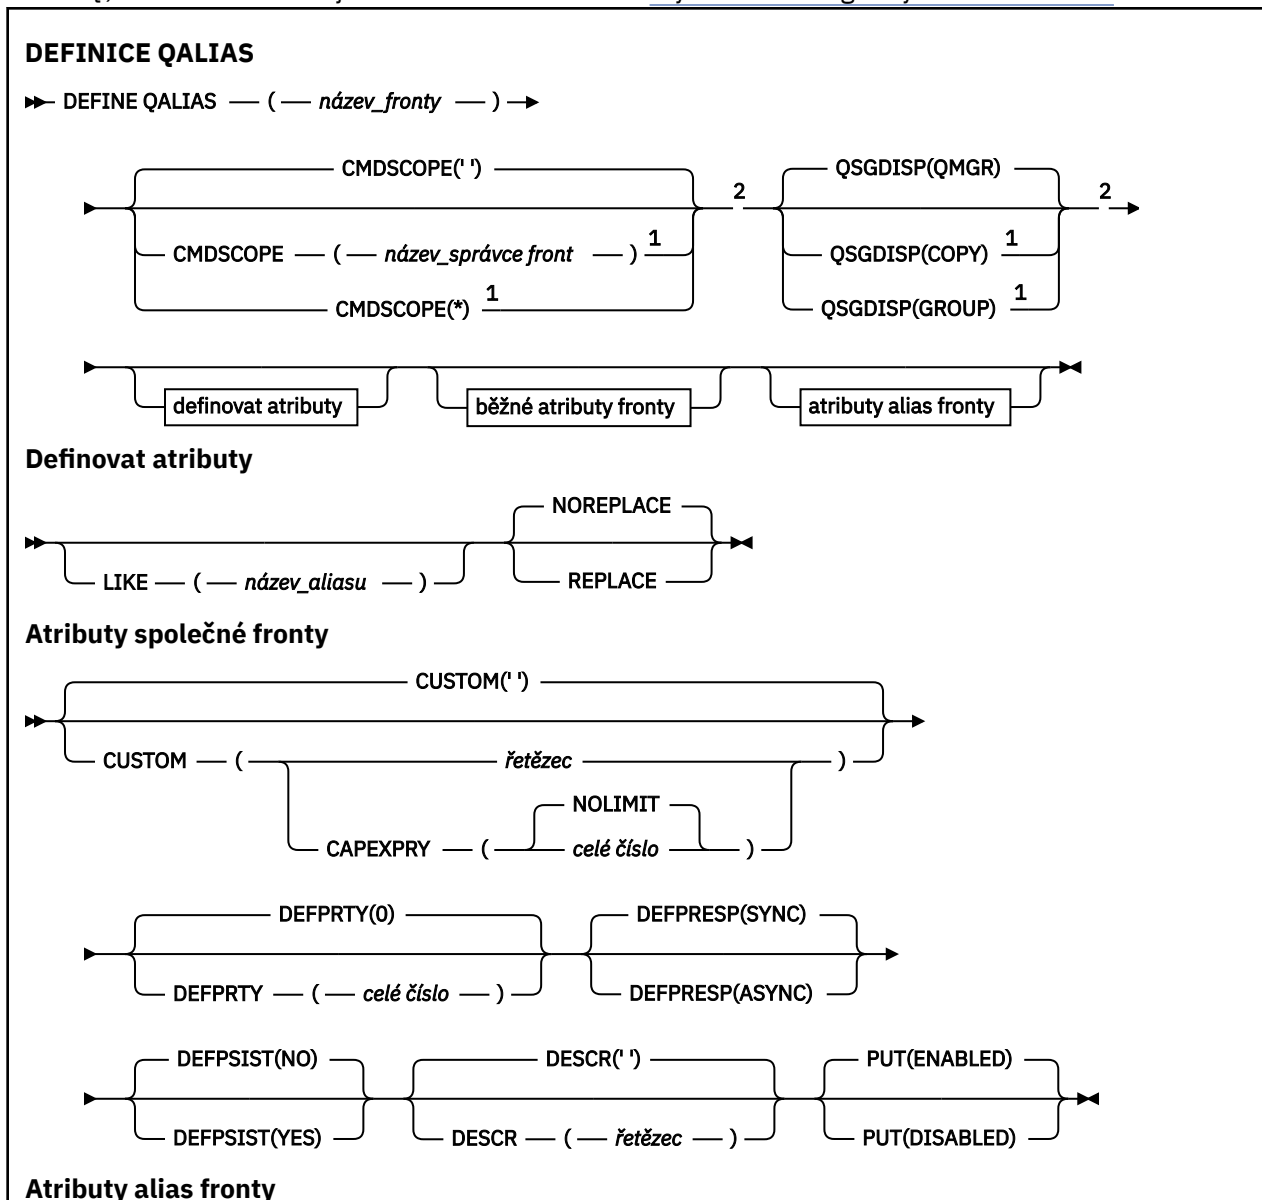 DEFINICE QALIAS
DEFINE QALIAS ( název_fronty )
CMDSCOPE(' ') QSGDISP(QMGR)
2 2
CMDSCOPE ( název_správce front ) 1 QSGDISP(COPY) 1
CMDSCOPE(*) 1 QSGDISP(GROUP) 1
definovat atributy běžné atributy fronty atributy alias fronty
Definovat atributy
NOREPLACE
LIKE ( název_aliasu ) REPLACE
Atributy společné fronty
CUSTOM(' ')
CUSTOM ( řetězec )
NOLIMIT
CAPEXPRY ( celé číslo )
DEFPRTY(0) DEFPRESP(SYNC)
DEFPRTY ( celé číslo ) DEFPRESP(ASYNC)
DEFPSIST(NO) DESCR(' ') PUT(ENABLED)
DEFPSIST(YES) DESCR ( řetězec ) PUT(DISABLED)
Atributy alias fronty